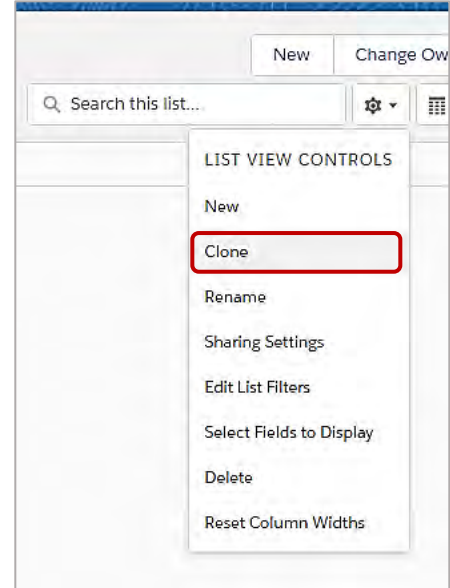 New Change Ow
Search this list...
LIST VIEW CONTROLS
New
Clone
Rename
Sharing Settings
Edit List Filters
Select Fields to Display
Delete
Reset Column Widths